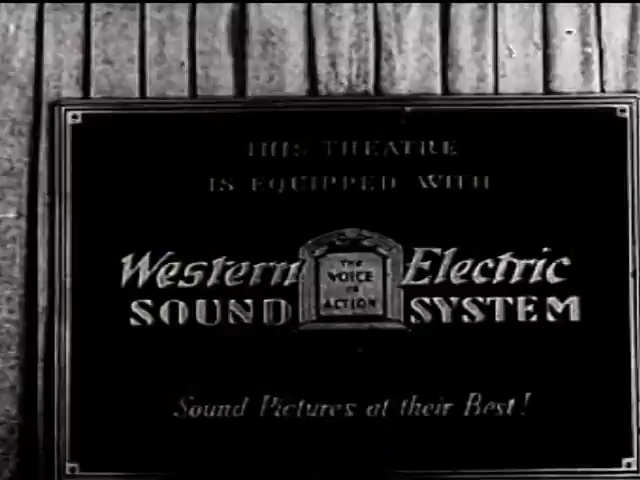 THIS THEATRE
IS EQUIPPED WITH
Western Electric
SOUND SYSTEM
THE
VOICE
OF
ACTION
Sound Pictures at their Best!